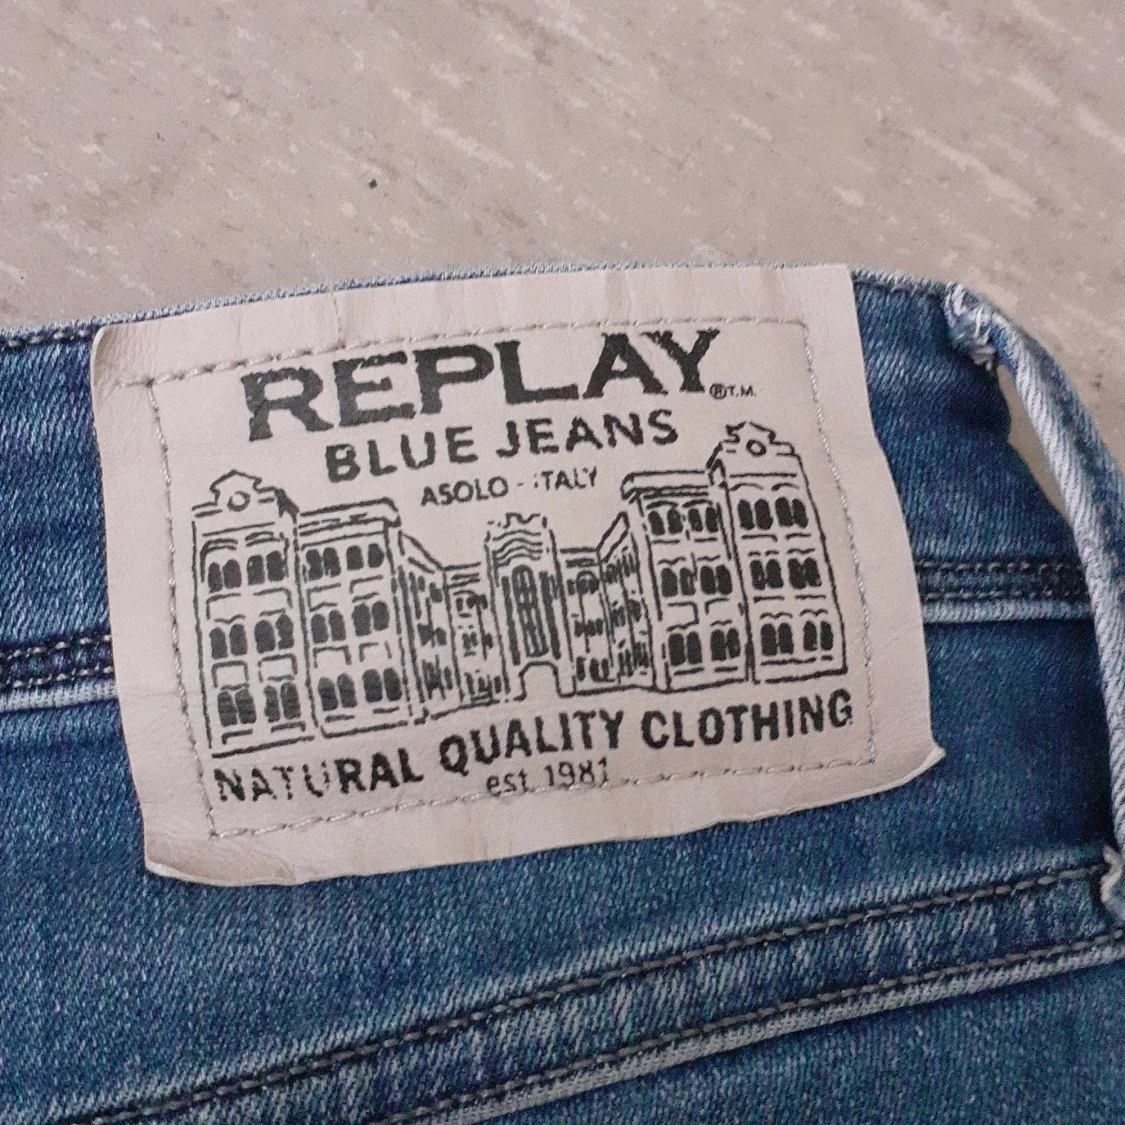 REPLAY®T.M.
BLUE JEANS
ASOLO - ITALY
NATURAL QUALITY CLOTHING
est. 1981